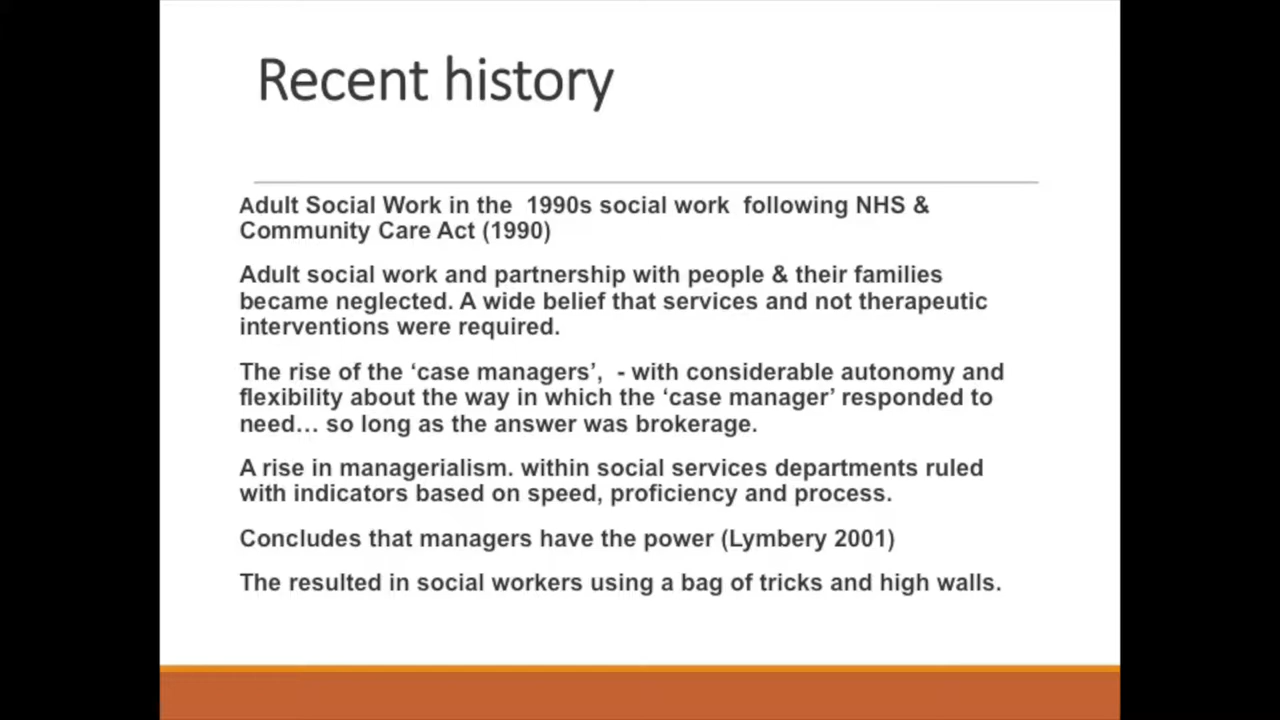 Recent history
Adult Social Work in the 1990s social work following NHS &
Community Care Act (1990)
Adult social work and partnership with people & their families
became neglected. A wide belief that services and not therapeutic
interventions were required.
The rise of the ‘case managers’, - with considerable autonomy and
flexibility about the way in which the ‘case manager’ responded to
need… so long as the answer was brokerage.
A rise in managerialism. within social services departments ruled
with indicators based on speed, proficiency and process.
Concludes that managers have the power (Lymbery 2001)
The resulted in social workers using a bag of tricks and high walls.